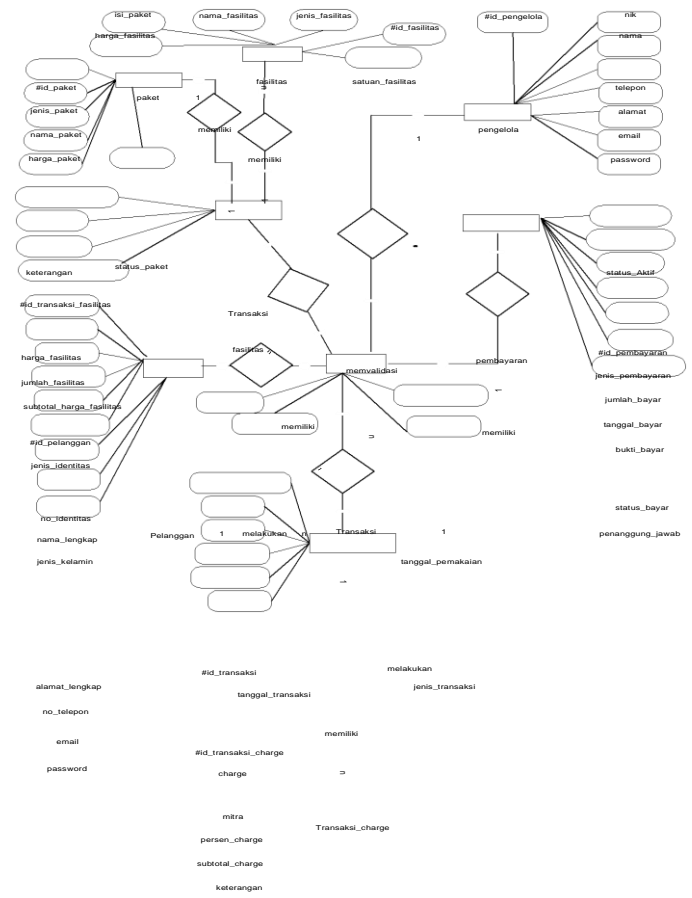 isi_paket
nama_fasilitas
jenis_fasilitas
#id_pengelola
nik
#id_fasilitas
harga_fasilitas
nama
fasilitas
satuan_fasilitas
#id_paket
telepon
paket
1
jenis_paket
alamat
memiliki
pengelola
nama_paket
1
email
harga_paket
memiliki
password
keterangan
status_paket
status_Aktif
#id_transaksi_fasilitas
Transaksi
fasilitas
harga_fasilitas
#id_pembayaran
pembayaran
memvalidasi
jenis_pembayaran
jumlah_fasilitas
subtotal_harga_fasilitas
jumlah_bayar
memiliki
memiliki
tanggal_bayar
#id_pelanggan
bukti_bayar
jenis_identitas
status_bayar
no_identitas
Pelanggan
1
melakukan
n
Transaksi
1
penanggung_jawab
nama_lengkap
jenis_kelamin
tanggal_pemakaian
#id_transaksi
melakukan
alamat_lengkap
jenis_transaksi
tanggal_transaksi
no_telepon
memiliki
email
#id_transaksi_charge
password
charge
mitra
Transaksi_charge
persen_charge
subtotal_charge
keterangan